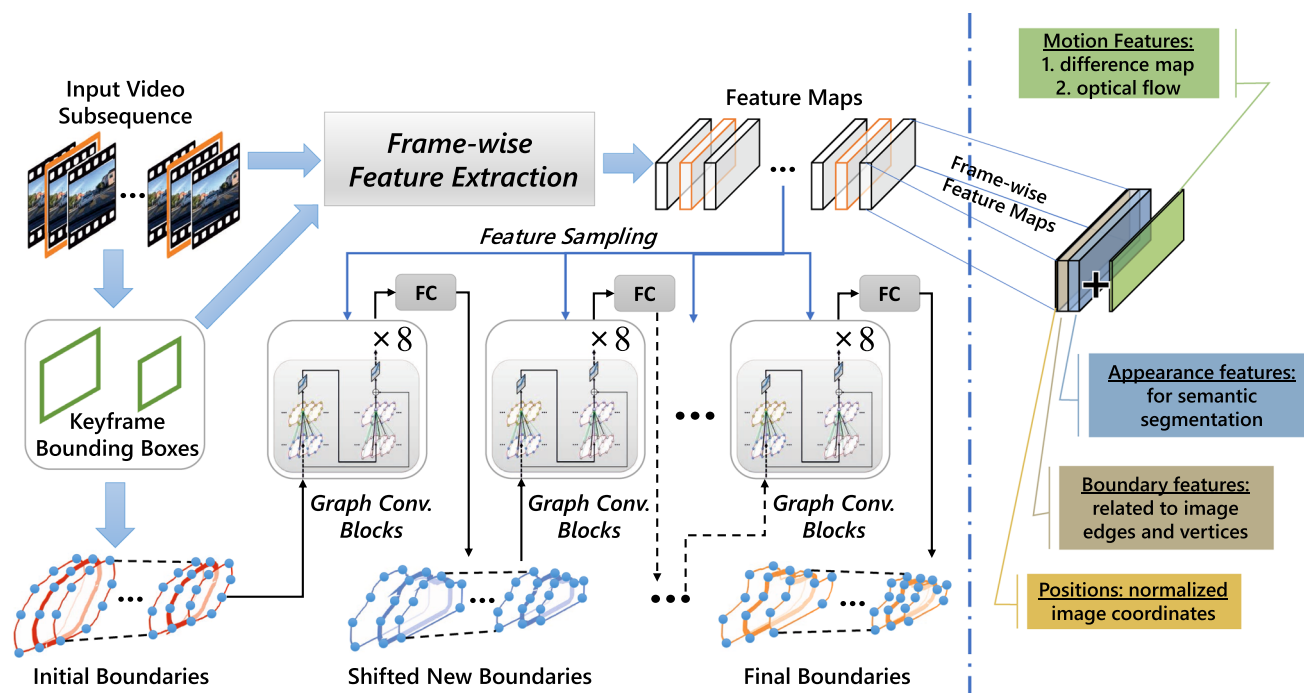 Input Video
Subsequence
Frame-wise
Feature Extraction
Feature Maps
...
...
...
Frame-wise
Feature Maps
Motion Features:
1. difference map
2. optical flow
+
Feature Sampling
FC
FC
FC
× 8
× 8
× 8
...
Keyframe
Bounding Boxes
Graph Conv.
Blocks
Graph Conv.
Blocks
Graph Conv.
Blocks
Appearance features:
for semantic
segmentation
Boundary features:
related to image
edges and vertices
Positions: normalized
image coordinates
...
...
...
...
Initial Boundaries
Shifted New Boundaries
Final Boundaries